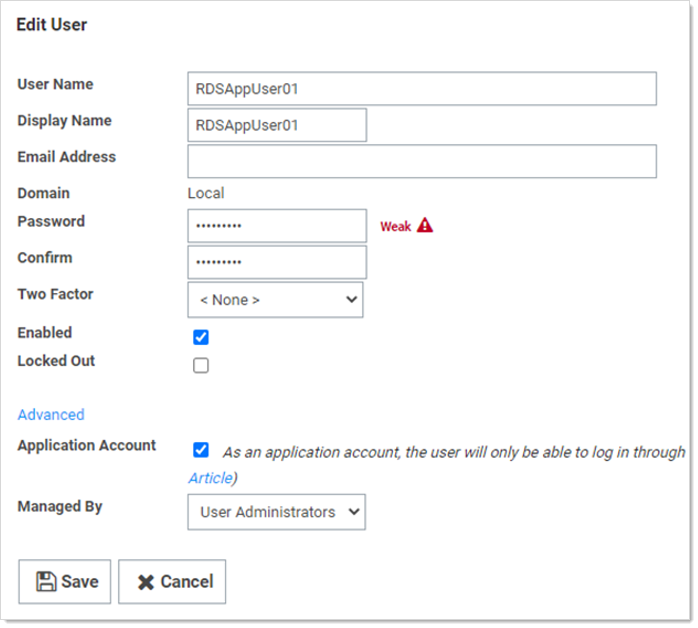 Edit User
User Name RDSAppUser01
Display Name RDSAppUser01
Email Address
Domain Local
Password ••••••••• Weak
Confirm •••••••••
Two Factor < None >
Enabled
Locked Out
Advanced
Application Account As an application account, the user will only be able to log in through
Article)
Managed By User Administrators
Save Cancel